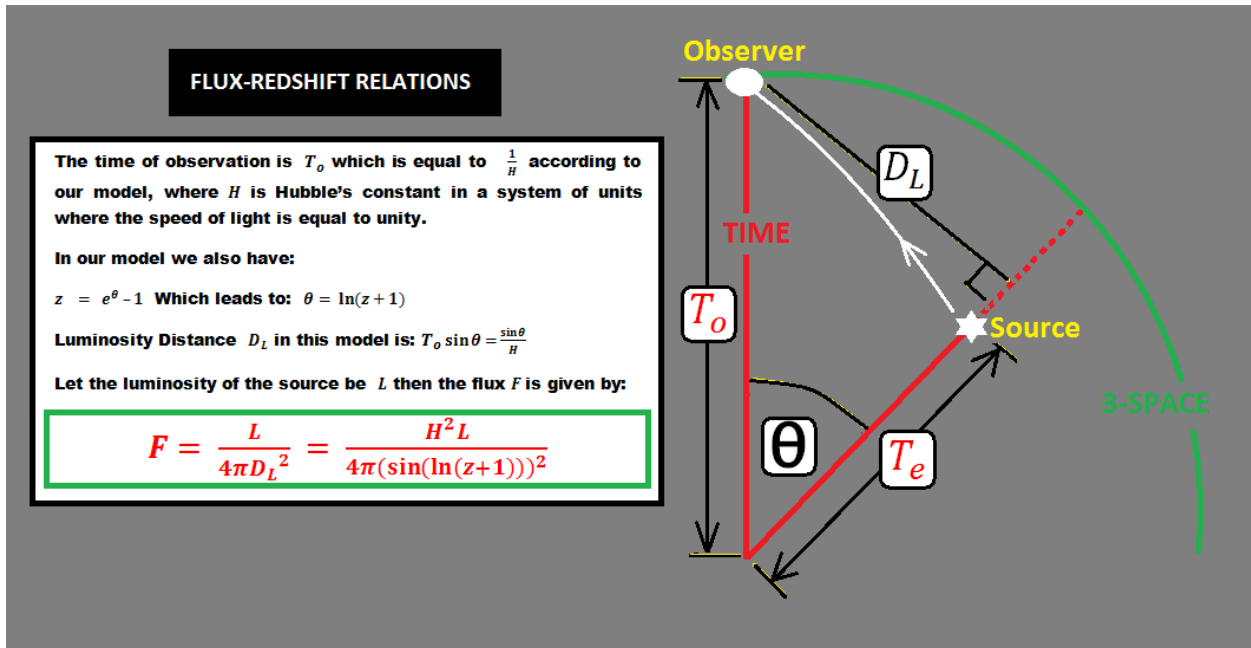 FLUX-REDSHIFT RELATIONS
The time of observation is T_o which is equal to 1/H according to
our model, where H is Hubble's constant in a system of units
where the speed of light is equal to unity.
In our model we also have:
z = e^θ – 1 Which leads to: θ = ln(z + 1)
Luminosity Distance D_L in this model is: T_o sin θ = sin θ/H
Let the luminosity of the source be L then the flux F is given by:
F = L/(4πD_L²) = H²L/(4π(sin(ln(z+1)))²)
Observer
D_L
TIME
T_o
Source
3-SPACE
θ
T_e